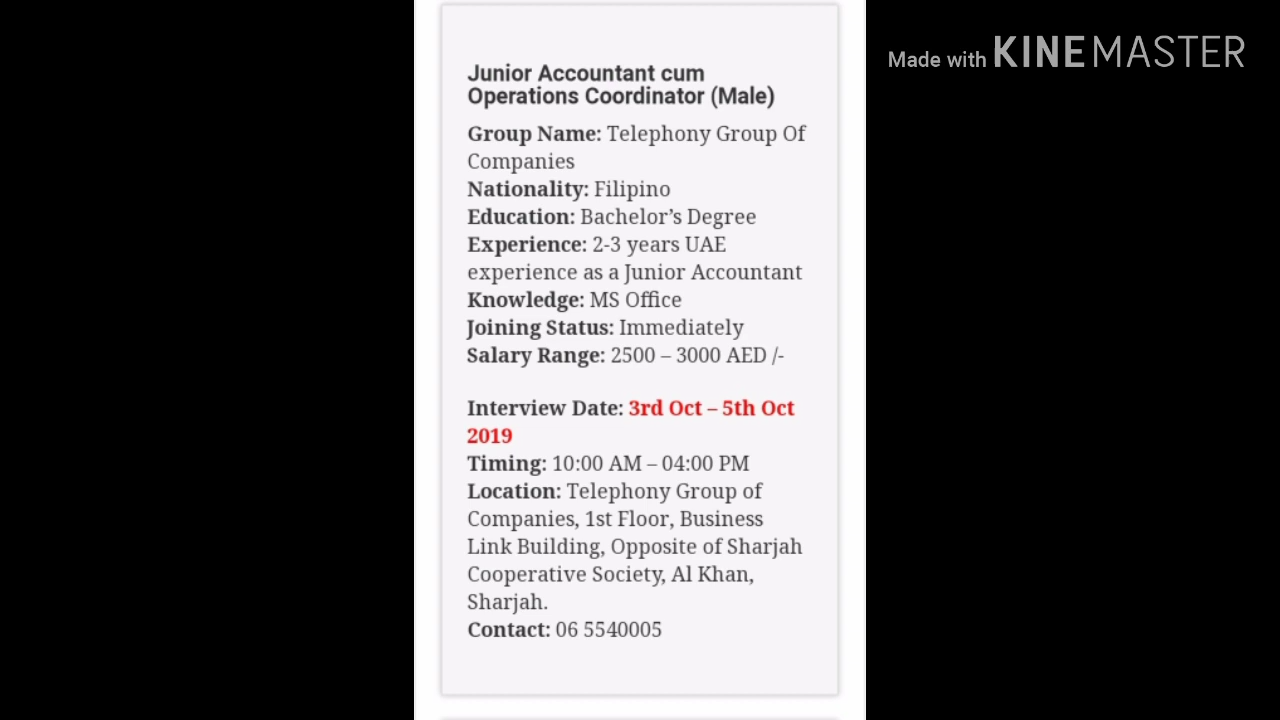 Made with KINEMASTER
Junior Accountant cum
Operations Coordinator (Male)
Group Name: Telephony Group Of
Companies
Nationality: Filipino
Education: Bachelor’s Degree
Experience: 2-3 years UAE
experience as a Junior Accountant
Knowledge: MS Office
Joining Status: Immediately
Salary Range: 2500 – 3000 AED /-
Interview Date: 3rd Oct – 5th Oct
2019
Timing: 10:00 AM – 04:00 PM
Location: Telephony Group of
Companies, 1st Floor, Business
Link Building, Opposite of Sharjah
Cooperative Society, Al Khan,
Sharjah.
Contact: 06 5540005